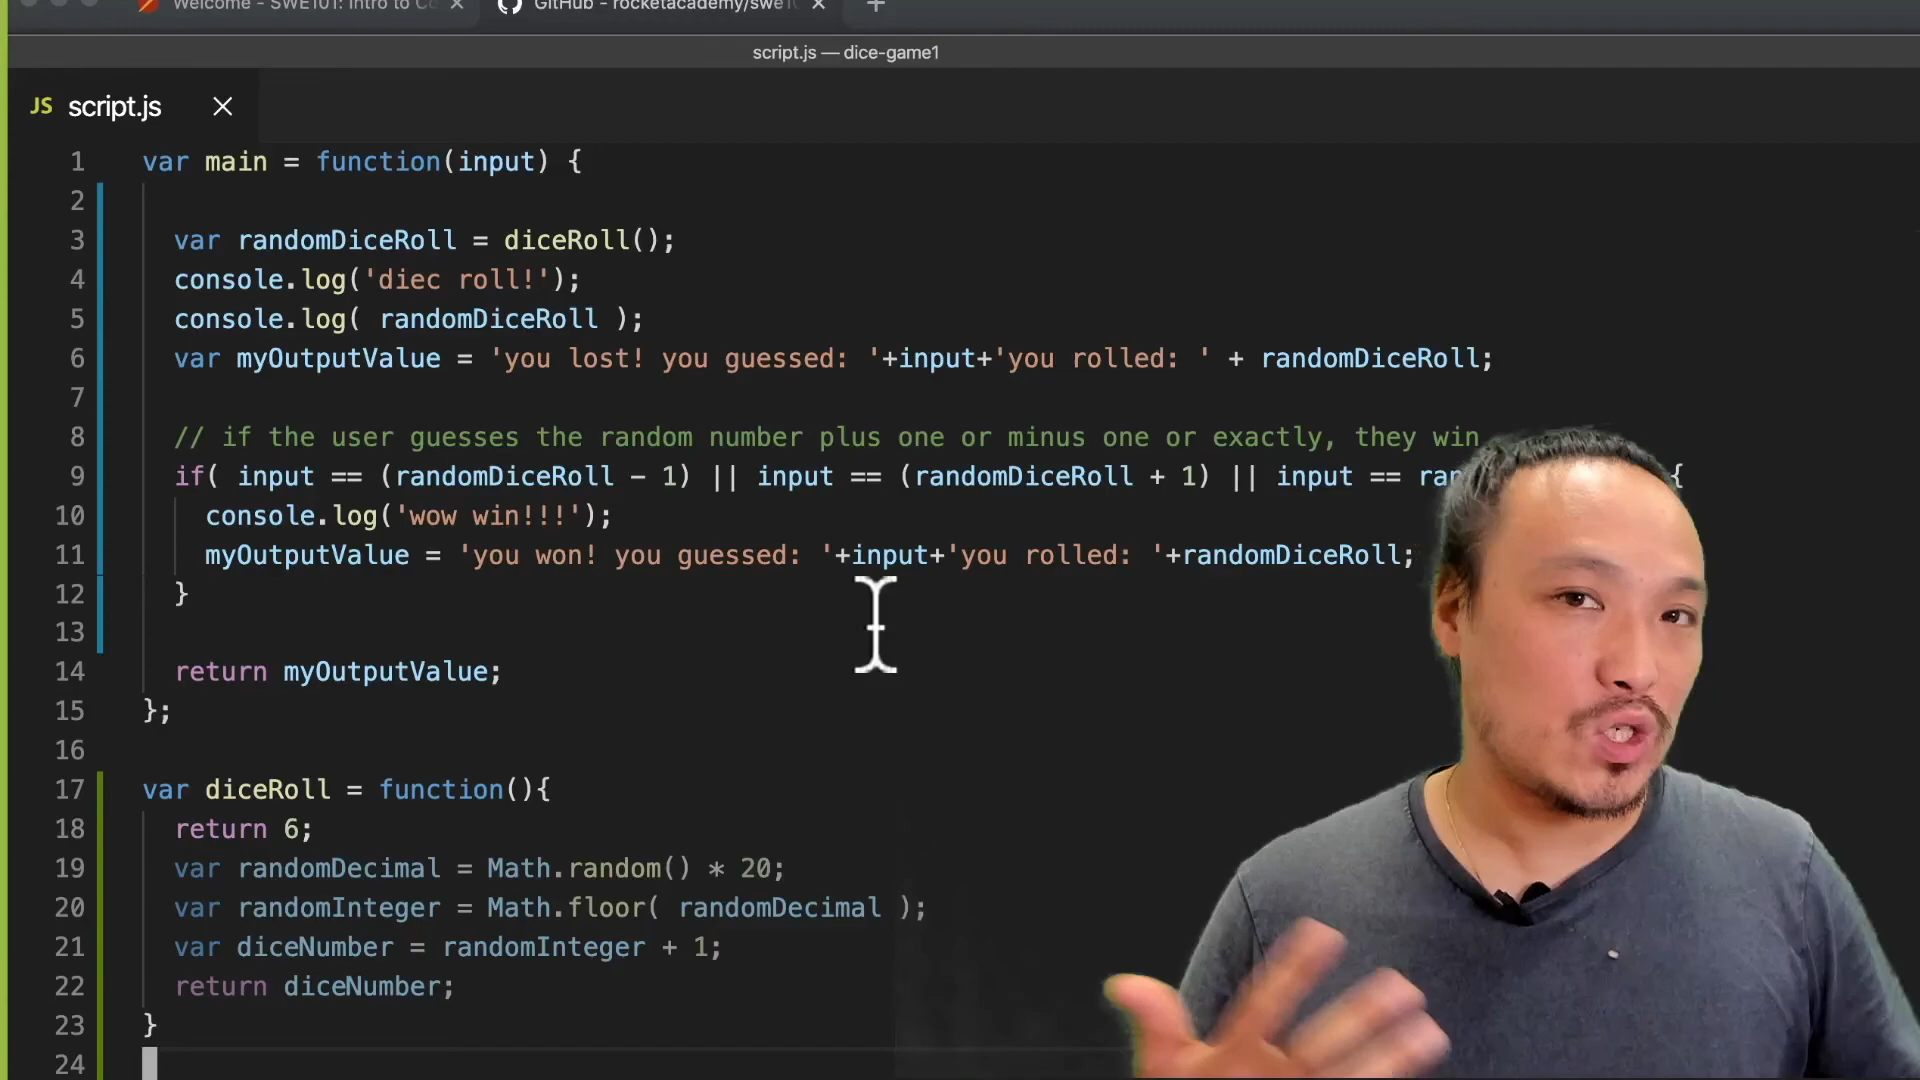 Welcome - SWE101: Intro to
GitHub - rocketacademy/swe1
script.js — dice-game1
JS script.js
1 var main = function(input) {
2
3 var randomDiceRoll = diceRoll();
4 console.log('diec roll!');
5 console.log( randomDiceRoll );
6 var myOutputValue = 'you lost! you guessed: '+input+'you rolled: ' + randomDiceRoll;
7
8 // if the user guesses the random number plus one or minus one or exactly, they win
9 if( input == (randomDiceRoll - 1) || input == (randomDiceRoll + 1) || input == ran {
10 console.log('wow win!!!');
11 myOutputValue = 'you won! you guessed: '+input+'you rolled: '+randomDiceRoll;
12 }
13
14 return myOutputValue;
15 };
16
17 var diceRoll = function(){
18 return 6;
19 var randomDecimal = Math.random() * 20;
20 var randomInteger = Math.floor( randomDecimal );
21 var diceNumber = randomInteger + 1;
22 return diceNumber;
23 }
24